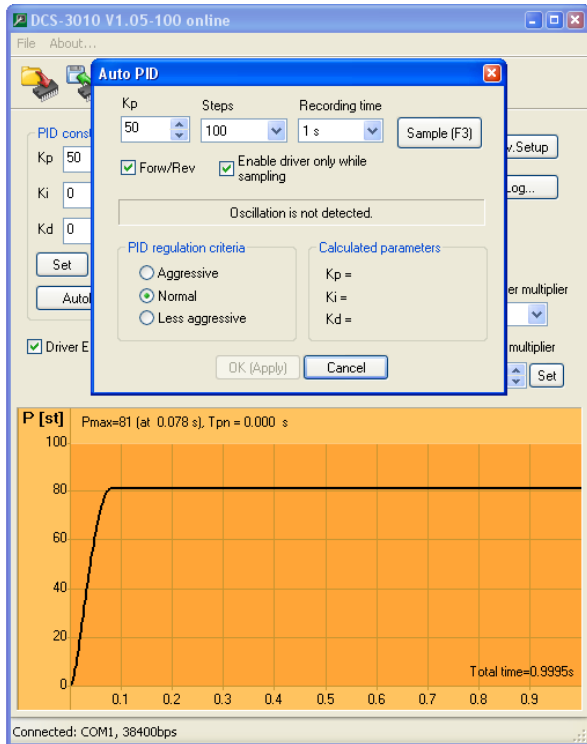 DCS-3010 V1.05-100 online
File About...
Auto PID
Kp Steps Recording time
50 100 1 s Sample (F3)
Forw/Rev Enable driver only while sampling
Oscillation is not detected.
PID regulation criteria
Aggressive
Normal
Less aggressive
Calculated parameters
Kp =
Ki =
Kd =
OK (Apply) Cancel
PID const
Kp 50
Ki 0
Kd 0
Set
Driver E
v.Setup
Log...
er multiplier
multiplier
Set
P [st] Pmax=81 (at 0.078 s), Tpn = 0.000 s
100
80
60
40
20
0
Total time=0.9995s
0.1 0.2 0.3 0.4 0.5 0.6 0.7 0.8 0.9
Connected: COM1, 38400bps